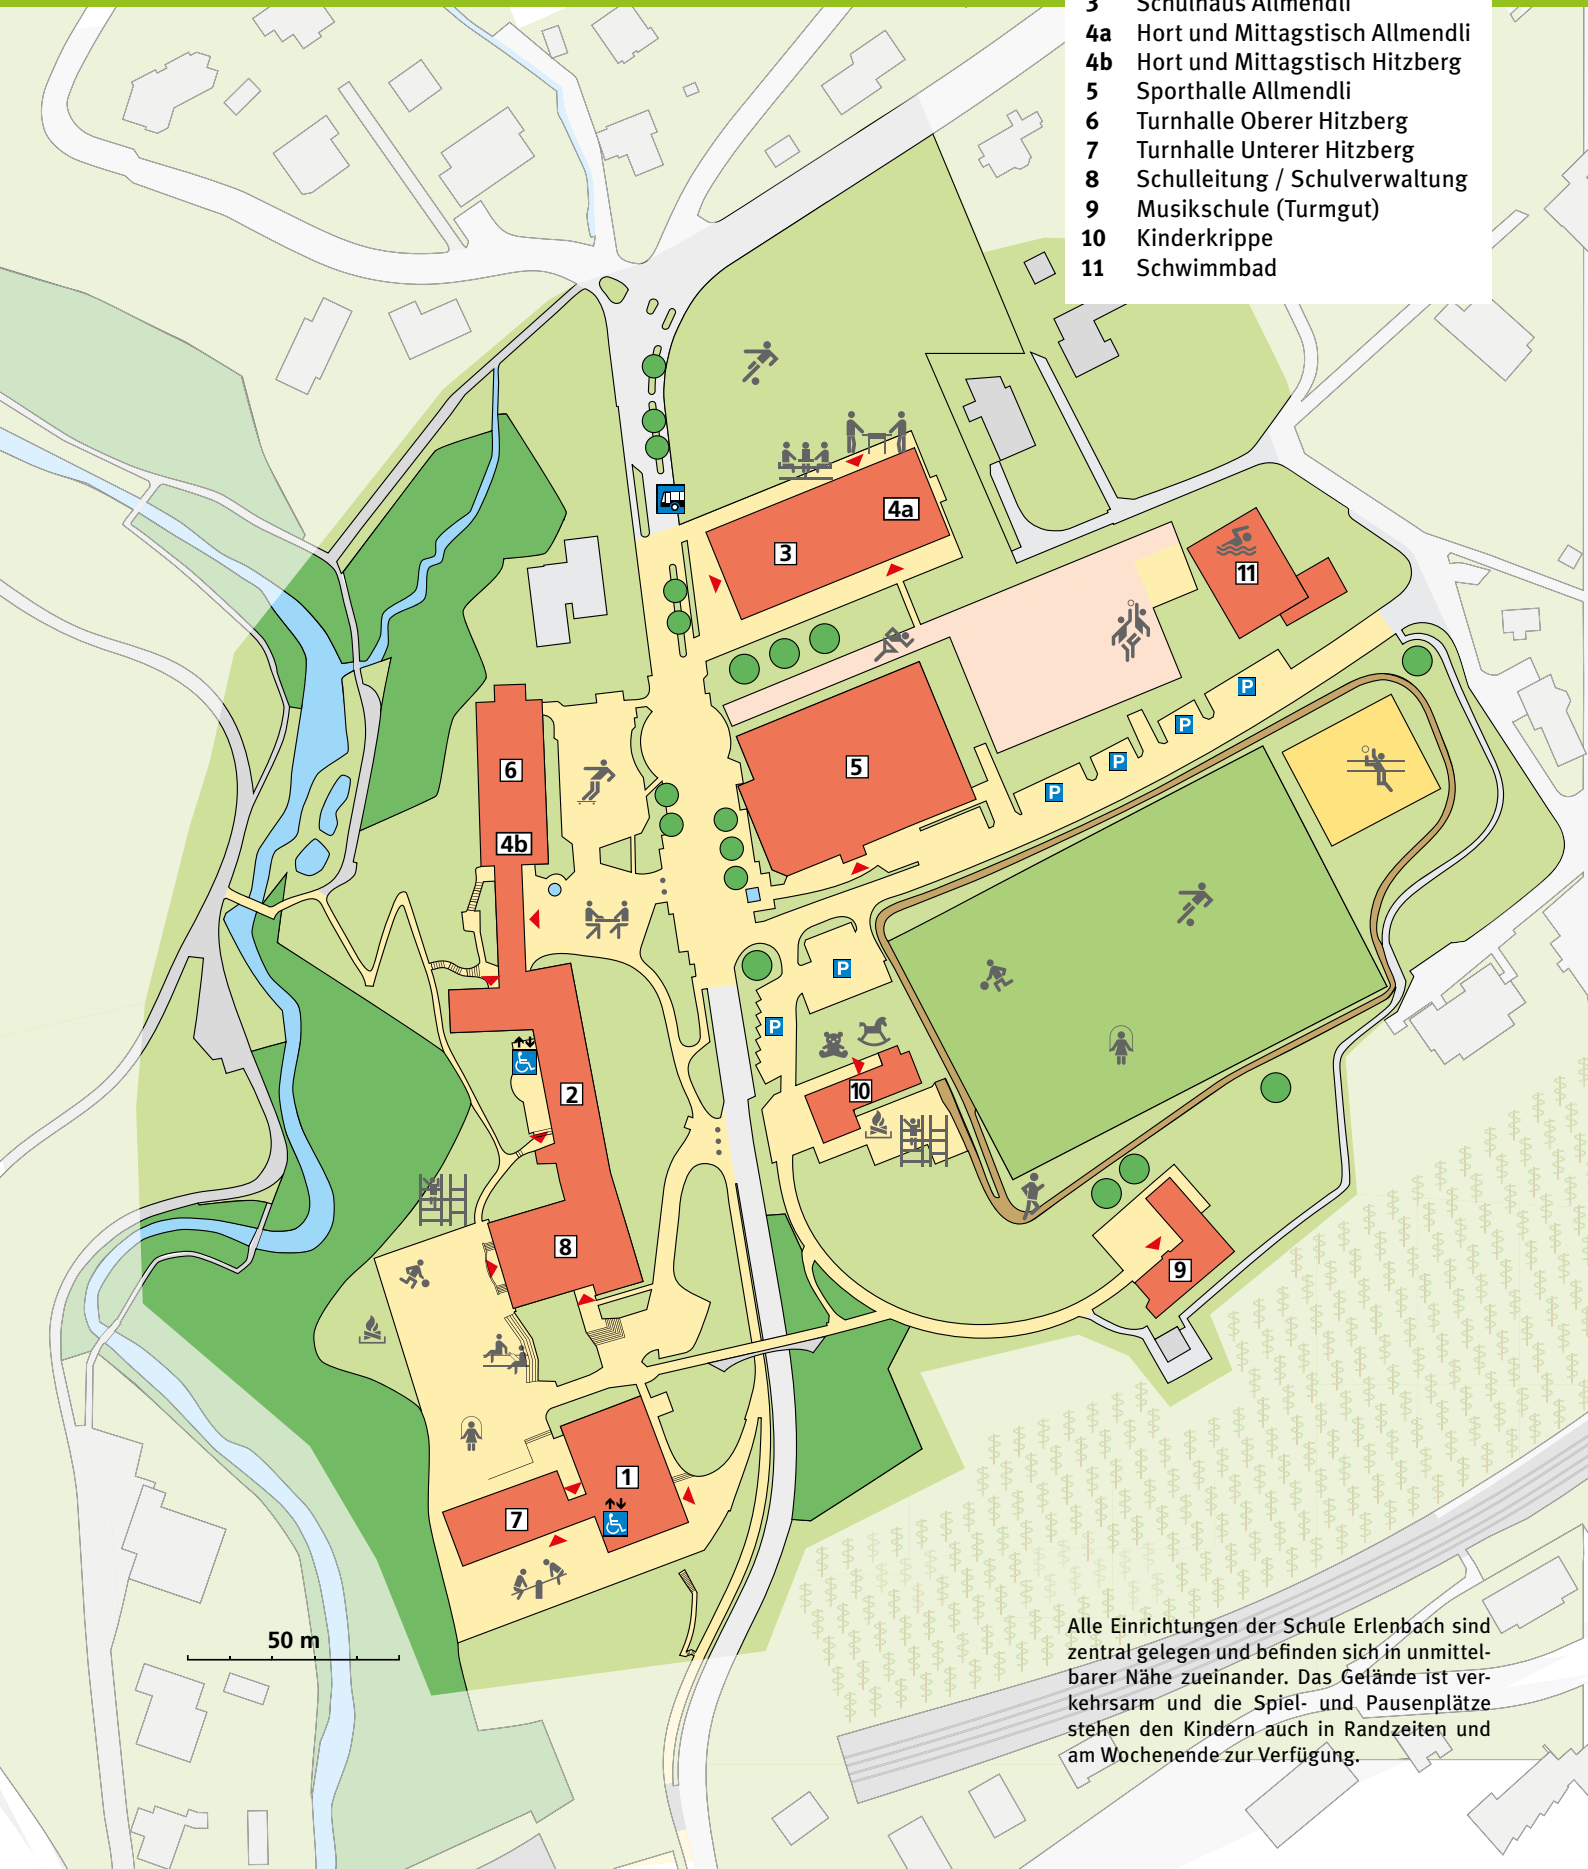 3 Schulhaus Allmendli
4a Hort und Mittagstisch Allmendli
4b Hort und Mittagstisch Hitzberg
5 Sporthalle Allmendli
6 Turnhalle Oberer Hitzberg
7 Turnhalle Unterer Hitzberg
8 Schulleitung / Schulverwaltung
9 Musikschule (Turmgut)
10 Kinderkrippe
11 Schwimmbad
4a
3
11
P
P
P
P
5
6
4b
P
P
2
10
8
9
1
7
50 m
Alle Einrichtungen der Schule Erlenbach sind
zentral gelegen und befinden sich in unmittel-
barer Nähe zueinander. Das Gelände ist ver-
kehrsarm und die Spiel- und Pausenplätze
stehen den Kindern auch in Randzeiten und
am Wochenende zur Verfügung.